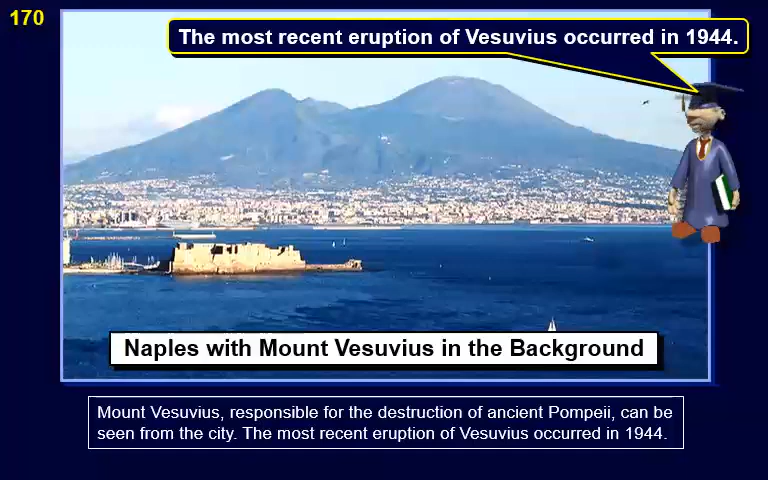 170
The most recent eruption of Vesuvius occurred in 1944.
Naples with Mount Vesuvius in the Background
Mount Vesuvius, responsible for the destruction of ancient Pompeii, can be
seen from the city. The most recent eruption of Vesuvius occurred in 1944.